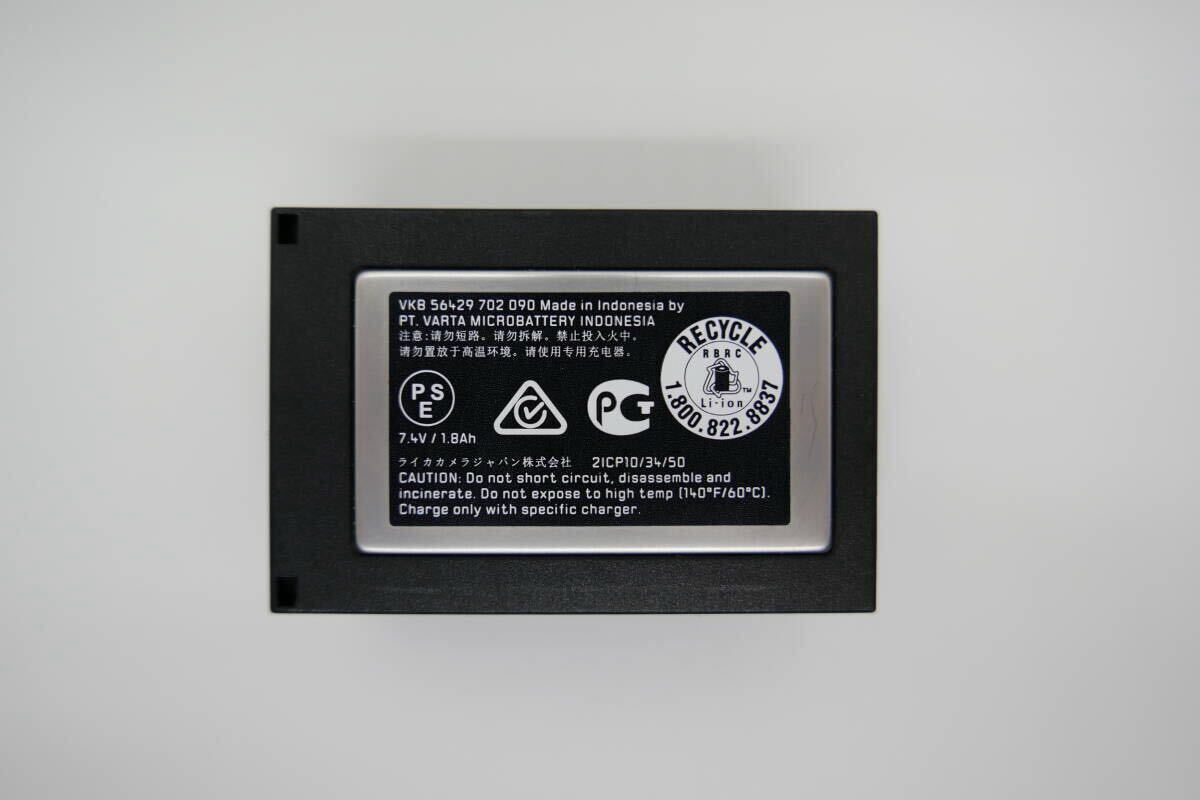 VKB 56429 702 090 Made in Indonesia by
PT. VARTA MICROBATTERY INDONESIA
注意:请勿短路。请勿拆解。禁止投入火中。
请勿置放于高温环境。请使用专用充电器。
RECYCLE
RBRC
Li-ion
TM
1.800.822.8837
PS
E
PCT
7.4V / 1.8Ah
ライカカメラジャパン株式会社 2ICP10/34/50
CAUTION: Do not short circuit, disassemble and
incinerate. Do not expose to high temp (140°F/60°C).
Charge only with specific charger.